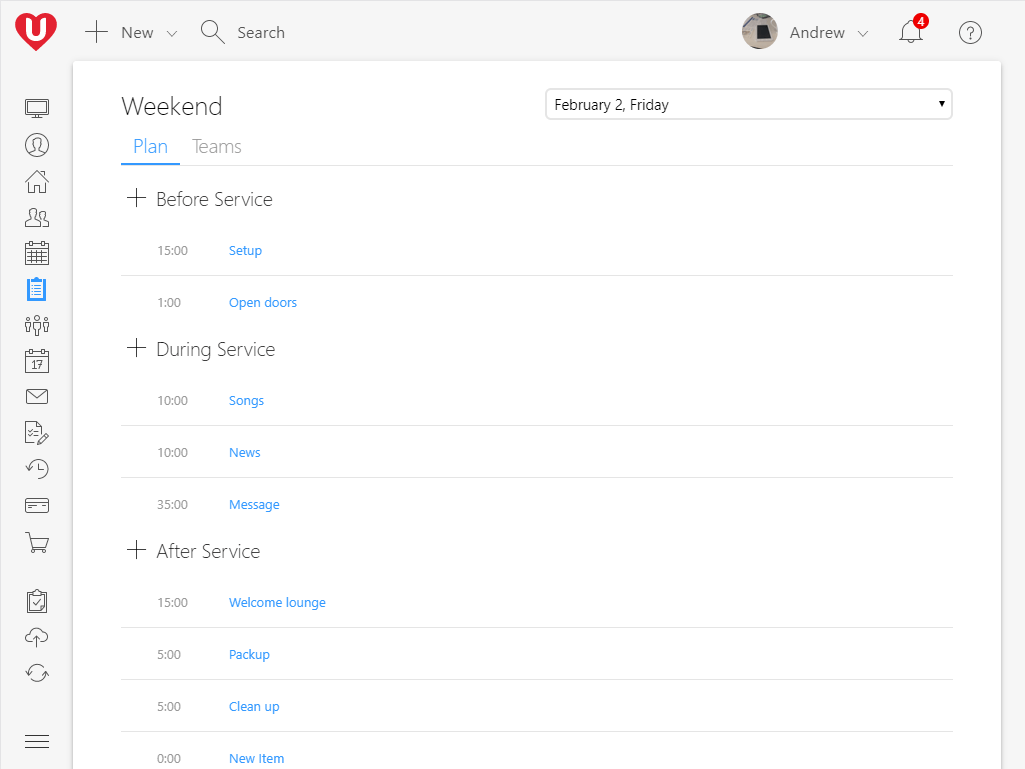 U
New
Search
Andrew
4
?
Weekend
February 2, Friday
Plan
Teams
Before Service
15:00 Setup
1:00 Open doors
During Service
10:00 Songs
10:00 News
35:00 Message
After Service
15:00 Welcome lounge
5:00 Packup
5:00 Clean up
0:00 New Item
17